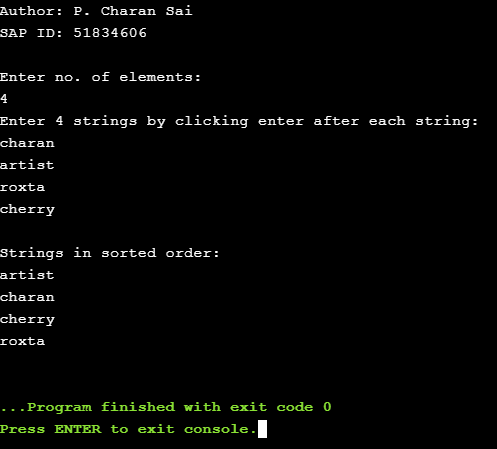 Author: P. Charan Sai
SAP ID: 51834606
Enter no. of elements:
4
Enter 4 strings by clicking enter after each string:
charan
artist
roxta
cherry
Strings in sorted order:
artist
charan
cherry
roxta
...Program finished with exit code 0
Press ENTER to exit console.